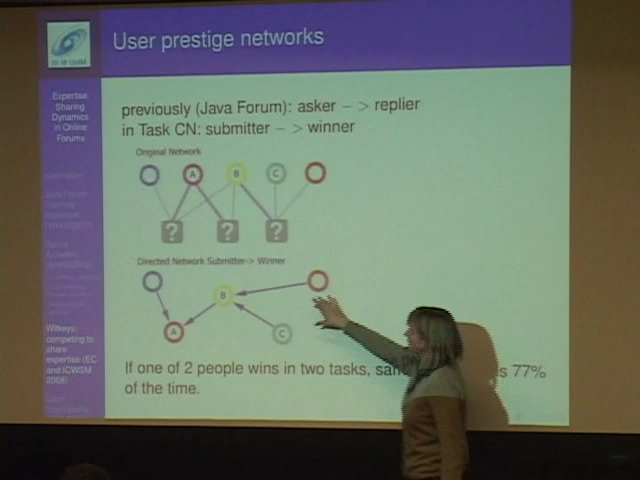 User prestige networks
Expertise
Sharing
Dynamics
in Online
Forums
previously (Java Forum): asker − > replier
in Task CN: submitter − > winner
Original Network
A B C
? ? ?
Directed Network Submitter-> Winner
B
A C
Witkeys:
competing to
share
expertise (EC
and ICWSM
2008)
If one of 2 people wins in two tasks, 77%
of the time.